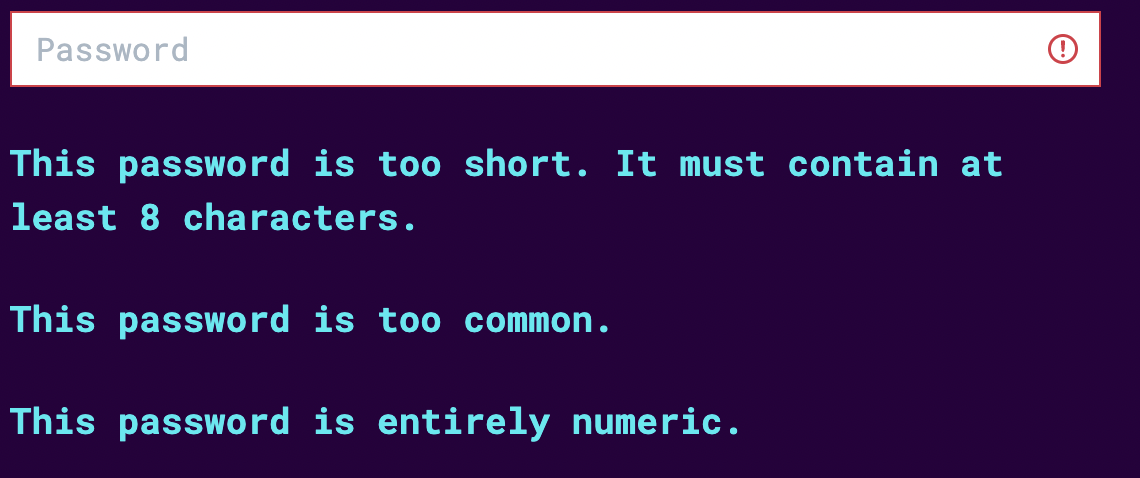 Password
This password is too short. It must contain at
least 8 characters.
This password is too common.
This password is entirely numeric.